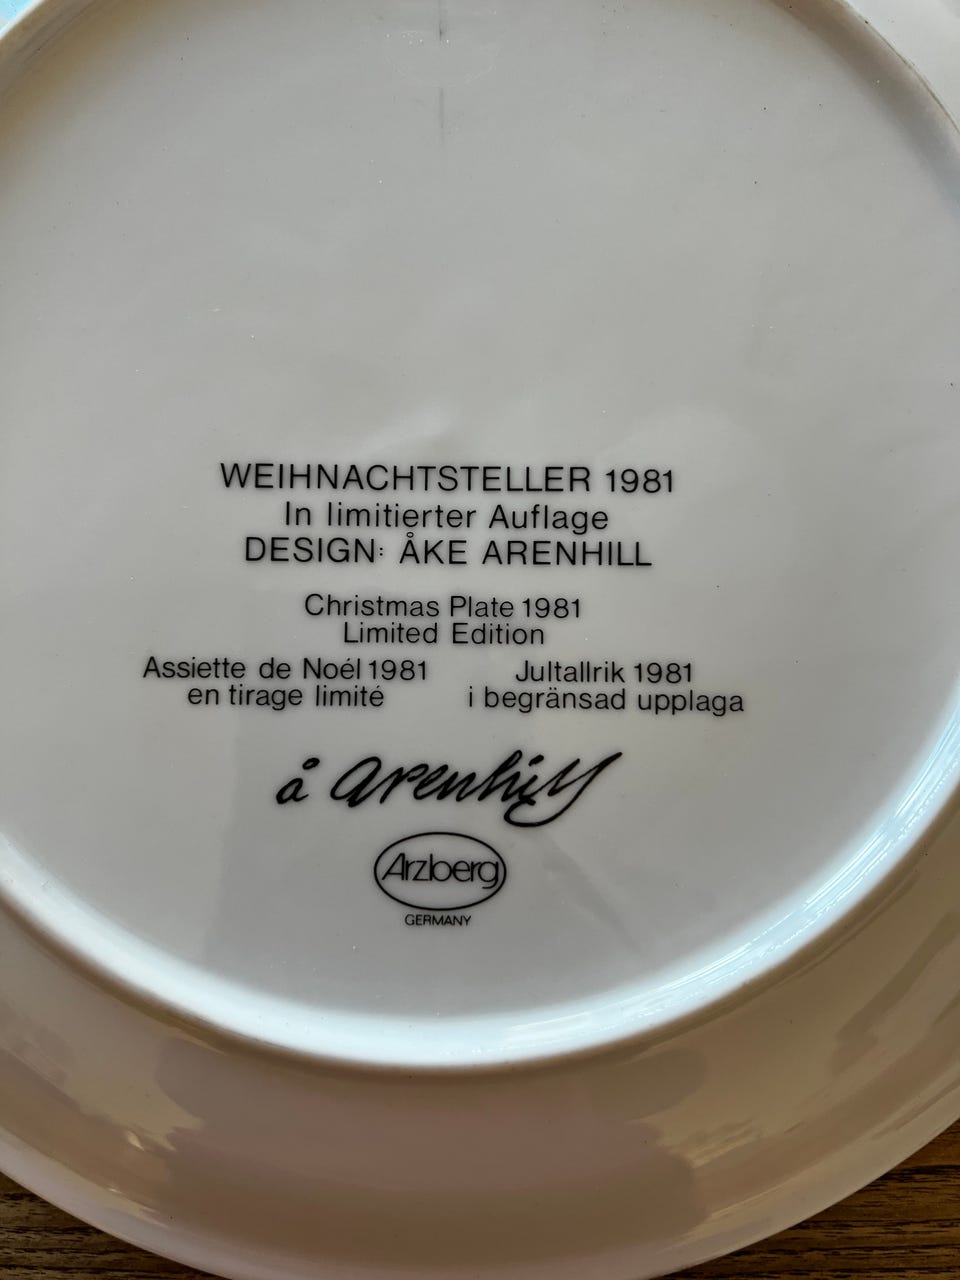 WEIHNACHTSTELLER 1981
In limitierter Auflage
DESIGN: ÅKE ARENHILL
Christmas Plate 1981
Limited Edition
Assiette de Noél 1981
en tirage limité
Jultallrik 1981
i begränsad upplaga
å arenhill
Arzberg
GERMANY